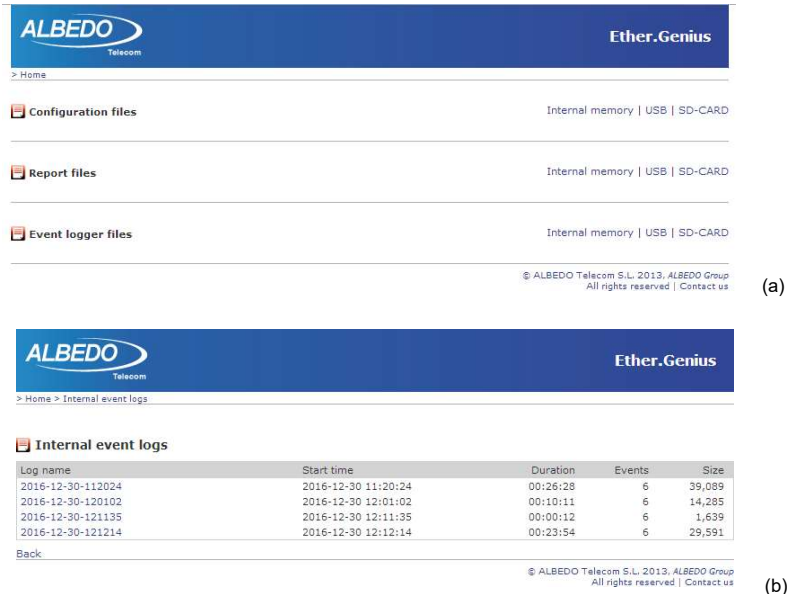 ALBEDO
Telecom
Ether.Genius
> Home
Configuration files Internal memory | USB | SD-CARD
Report files Internal memory | USB | SD-CARD
Event logger files Internal memory | USB | SD-CARD
© ALBEDO Telecom S.L. 2013, ALBEDO Group
All rights reserved | Contact us
(a)
ALBEDO
Telecom
Ether.Genius
> Home > Internal event logs
Internal event logs
Log name Start time Duration Events Size
2016-12-30-112024 2016-12-30 11:20:24 00:26:28 6 39,089
2016-12-30-120102 2016-12-30 12:01:02 00:10:11 6 14,285
2016-12-30-121135 2016-12-30 12:11:35 00:00:12 6 1,639
2016-12-30-121214 2016-12-30 12:12:14 00:23:54 6 29,591
Back
© ALBEDO Telecom S.L. 2013, ALBEDO Group
All rights reserved | Contact us
(b)